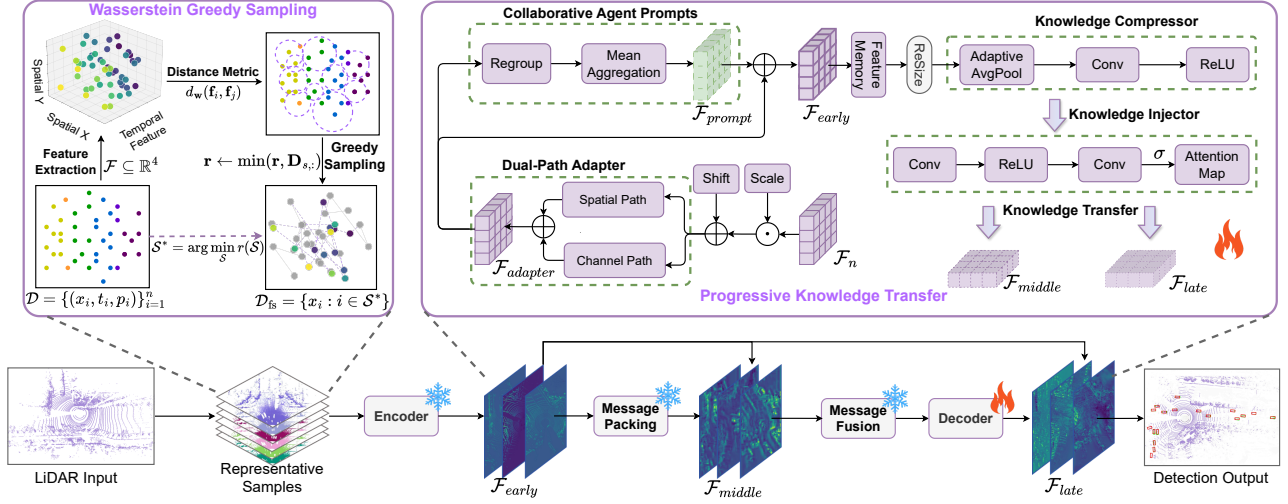 Wasserstein Greedy Sampling
Spatial Y
Spatial X
Temporal
Feature
Distance Metric
d_w(f_i, f_j)
Feature
Extraction
F ⊆ ℝ^4
r ← min(r, D_{s,:})
Greedy
Sampling
S* = arg min_S r(S)
D = {(x_i, t_i, p_i)}_{i=1}^n
D_fs = {x_i : i ∈ S*}
Collaborative Agent Prompts
Regroup
Mean
Aggregation
F_prompt
F_early
Feature
Memory
ReSize
Knowledge Compressor
Adaptive
AvgPool
Conv
ReLU
Knowledge Injector
Conv
ReLU
Conv
σ
Attention
Map
Knowledge Transfer
F_middle
F_late
Dual-Path Adapter
Spatial Path
Channel Path
F_adapter
Shift
Scale
F_n
Progressive Knowledge Transfer
LiDAR Input
Representative
Samples
Encoder
F_early
Message
Packing
F_middle
Message
Fusion
Decoder
F_late
Detection Output